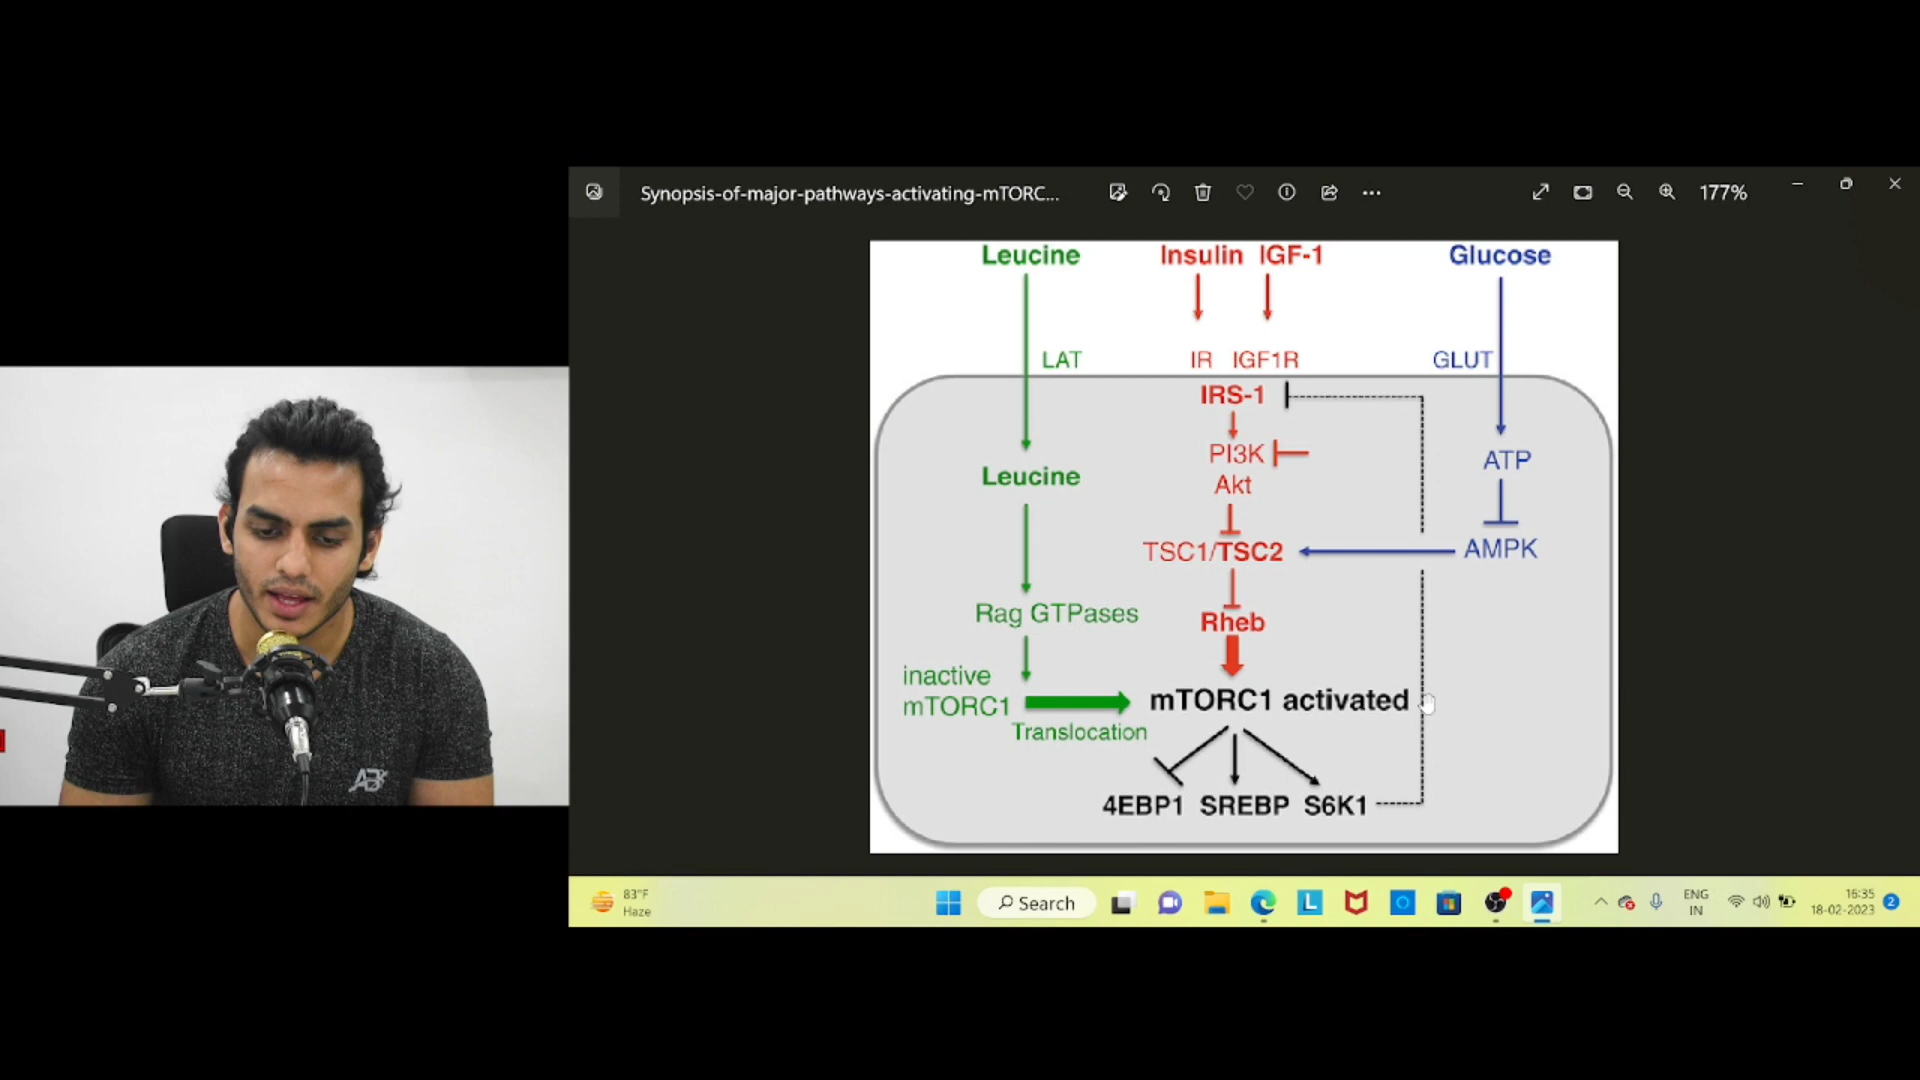 Synopsis-of-major-pathways-activating-mTORC...
177%
Leucine
Insulin IGF-1
Glucose
LAT
IR IGF1R
GLUT
IRS-1
PI3K
ATP
Leucine
Akt
TSC1/TSC2
AMPK
Rag GTPases
Rheb
inactive
mTORC1
mTORC1 activated
Translocation
4EBP1 SREBP S6K1
83°F
Haze
Search
L
ENG
IN
16:35
18-02-2023
2